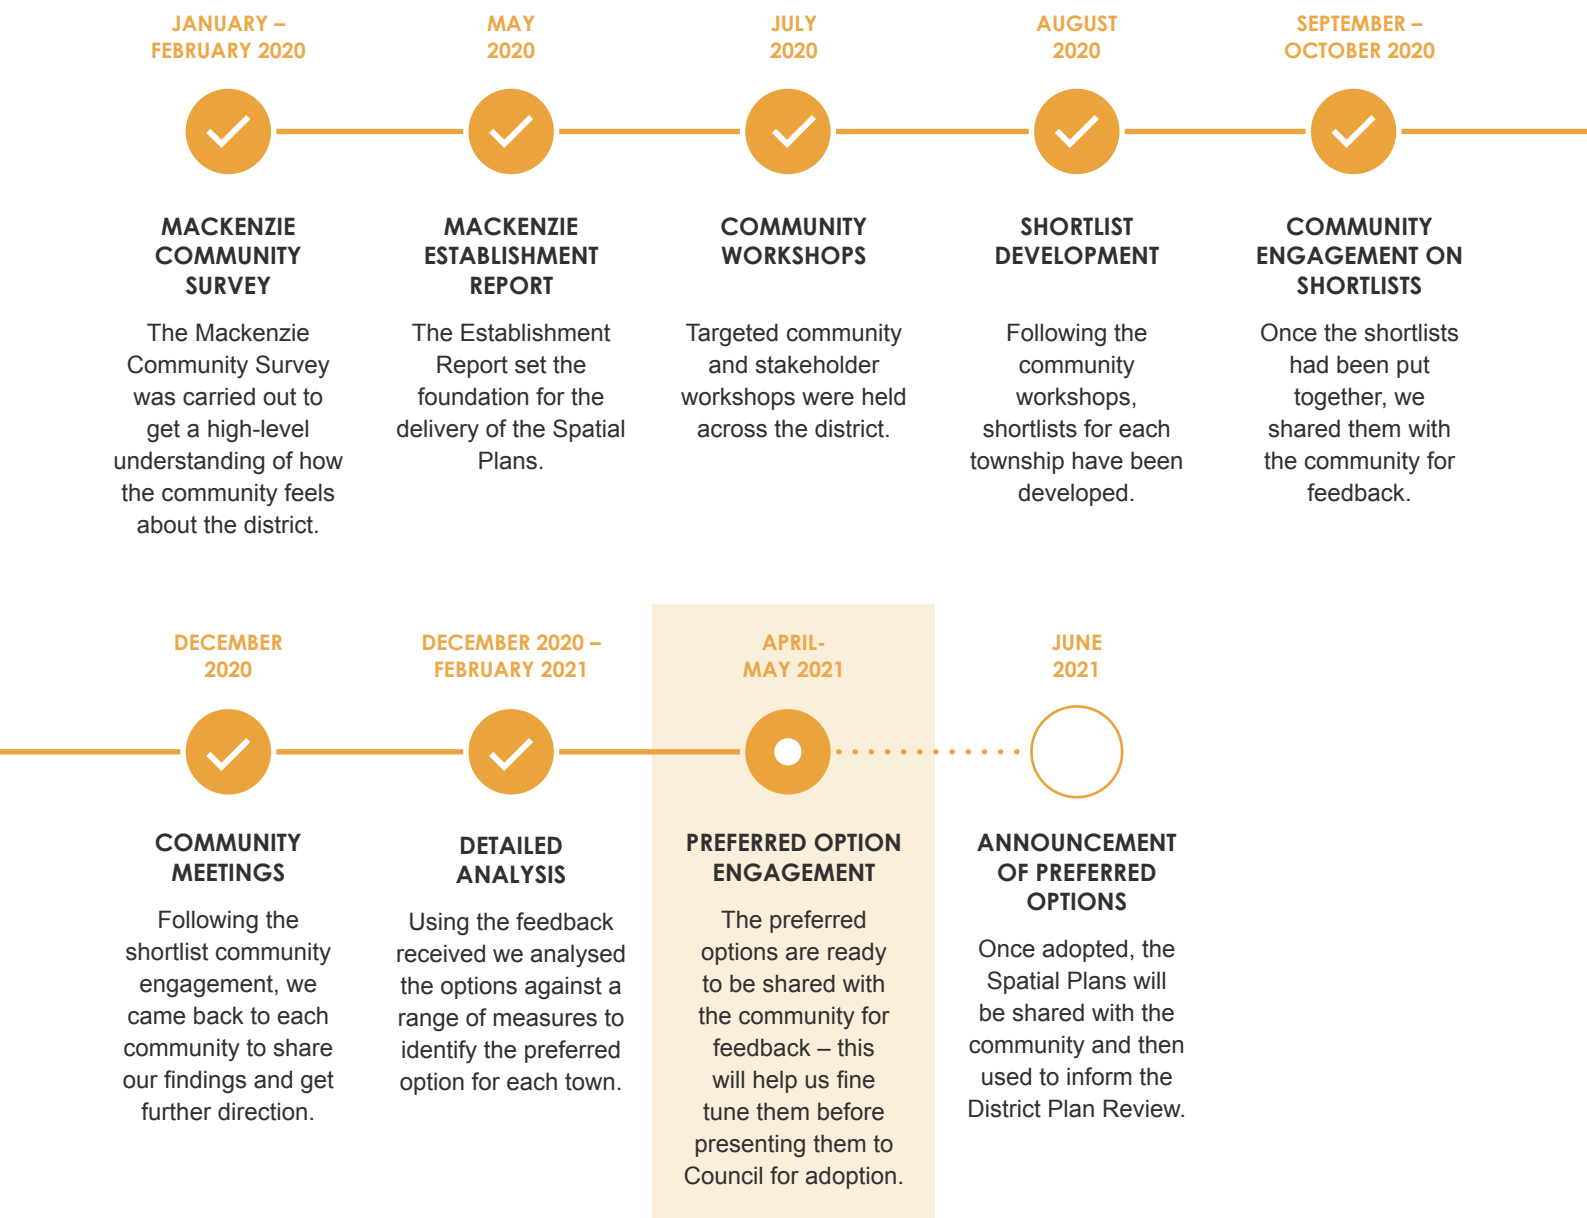 JANUARY –
FEBRUARY 2020
MACKENZIE
COMMUNITY
SURVEY
The Mackenzie
Community Survey
was carried out to
get a high-level
understanding of how
the community feels
about the district.
MAY
2020
MACKENZIE
ESTABLISHMENT
REPORT
The Establishment
Report set the
foundation for the
delivery of the Spatial
Plans.
JULY
2020
COMMUNITY
WORKSHOPS
Targeted community
and stakeholder
workshops were held
across the district.
AUGUST
2020
SHORTLIST
DEVELOPMENT
Following the
community
workshops,
shortlists for each
township have been
developed.
SEPTEMBER –
OCTOBER 2020
COMMUNITY
ENGAGEMENT ON
SHORTLISTS
Once the shortlists
had been put
together, we
shared them with
the community for
feedback.
DECEMBER
2020
COMMUNITY
MEETINGS
Following the
shortlist community
engagement, we
came back to each
community to share
our findings and get
further direction.
DECEMBER 2020 –
FEBRUARY 2021
DETAILED
ANALYSIS
Using the feedback
received we analysed
the options against a
range of measures to
identify the preferred
option for each town.
APRIL-
MAY 2021
PREFERRED OPTION
ENGAGEMENT
The preferred
options are ready
to be shared with
the community for
feedback – this
will help us fine
tune them before
presenting them to
Council for adoption.
JUNE
2021
ANNOUNCEMENT
OF PREFERRED
OPTIONS
Once adopted, the
Spatial Plans will
be shared with the
community and then
used to inform the
District Plan Review.